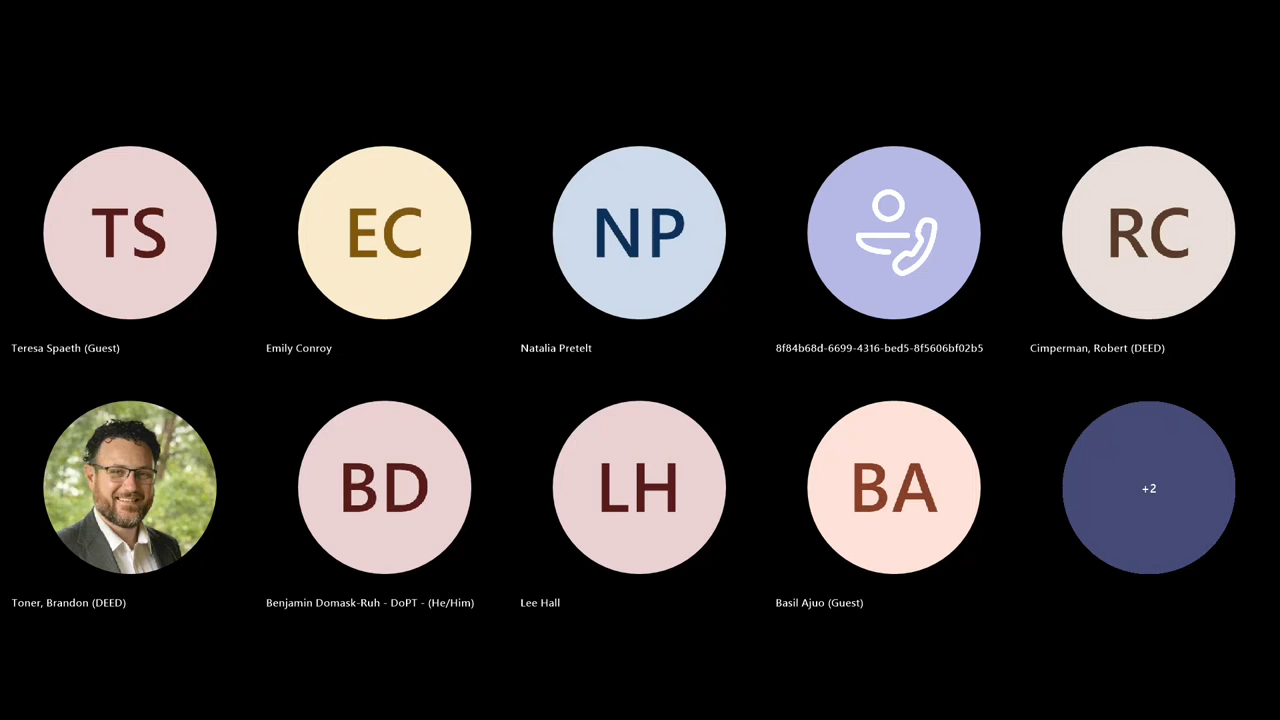 TS
EC
NP
RC
Teresa Spaeth (Guest)
Emily Conroy
Natalia Pretelt
8f84b68d-6699-4316-bed5-8f5606bf02b5
Cimperman, Robert (DEED)
BD
LH
BA
+2
Toner, Brandon (DEED)
Benjamin Domask-Ruh - DoPT - (He/Him)
Lee Hall
Basil Ajuo (Guest)